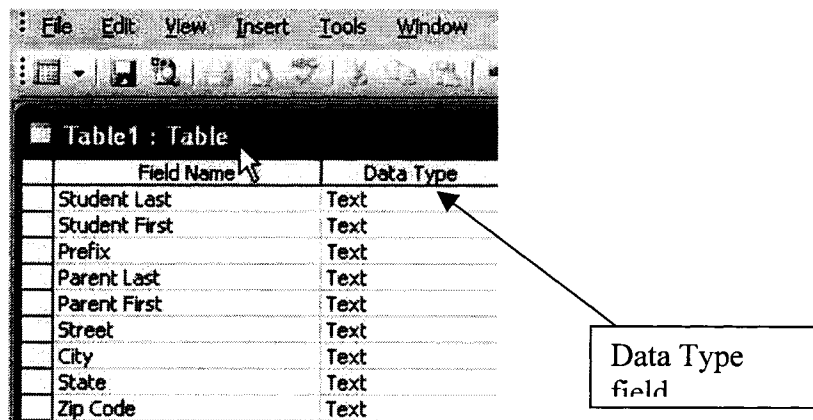 File Edit View Insert Tools Window
Table1 : Table
Field Name Data Type
Student Last Text
Student First Text
Prefix Text
Parent Last Text
Parent First Text
Street Text
City Text
State Text
Zip Code Text
Data Type
field